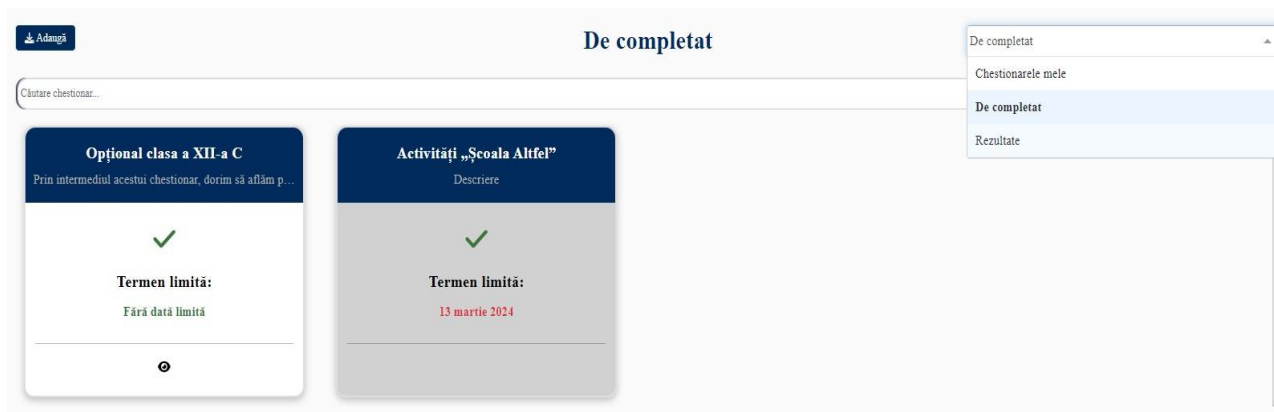 Adaugă
De completat
De completat
Chestionarele mele
De completat
Rezultate
Căutare chestionar...
Opțional clasa a XII-a C
Prin intermediul acestui chestionar, dorim să aflăm p...
Termen limită:
Fără dată limită
Activități „Școala Altfel”
Descriere
Termen limită:
13 martie 2024